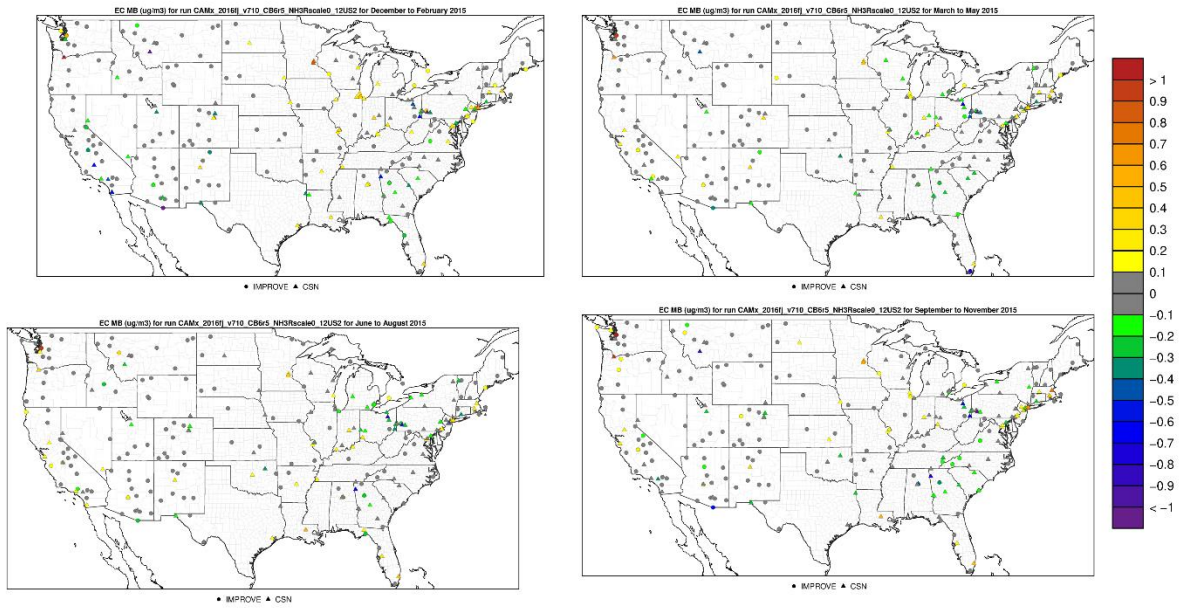 EC MB (ug/m3) for run CAMx_2016fj_v710_CB6r5_NH3Rscale0_12US2 for December to February 2015
● IMPROVE ▲ CSN
EC MB (ug/m3) for run CAMx_2016fj_v710_CB6r5_NH3Rscale0_12US2 for March to May 2015
● IMPROVE ▲ CSN
EC MB (ug/m3) for run CAMx_2016fj_v710_CB6r5_NH3Rscale0_12US2 for June to August 2015
● IMPROVE ▲ CSN
EC MB (ug/m3) for run CAMx_2016fj_v710_CB6r5_NH3Rscale0_12US2 for September to November 2015
● IMPROVE ▲ CSN
> 1
0.9
0.8
0.7
0.6
0.5
0.4
0.3
0.2
0.1
0
−0.1
−0.2
−0.3
−0.4
−0.5
−0.6
−0.7
−0.8
−0.9
< −1